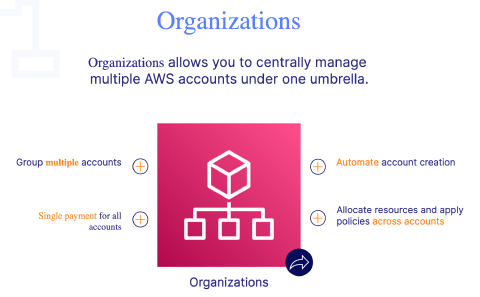 Organizations
Organizations allows you to centrally manage
multiple AWS accounts under one umbrella.
Group multiple accounts
Single payment for all
accounts
Automate account creation
Allocate resources and apply
policies across accounts
Organizations